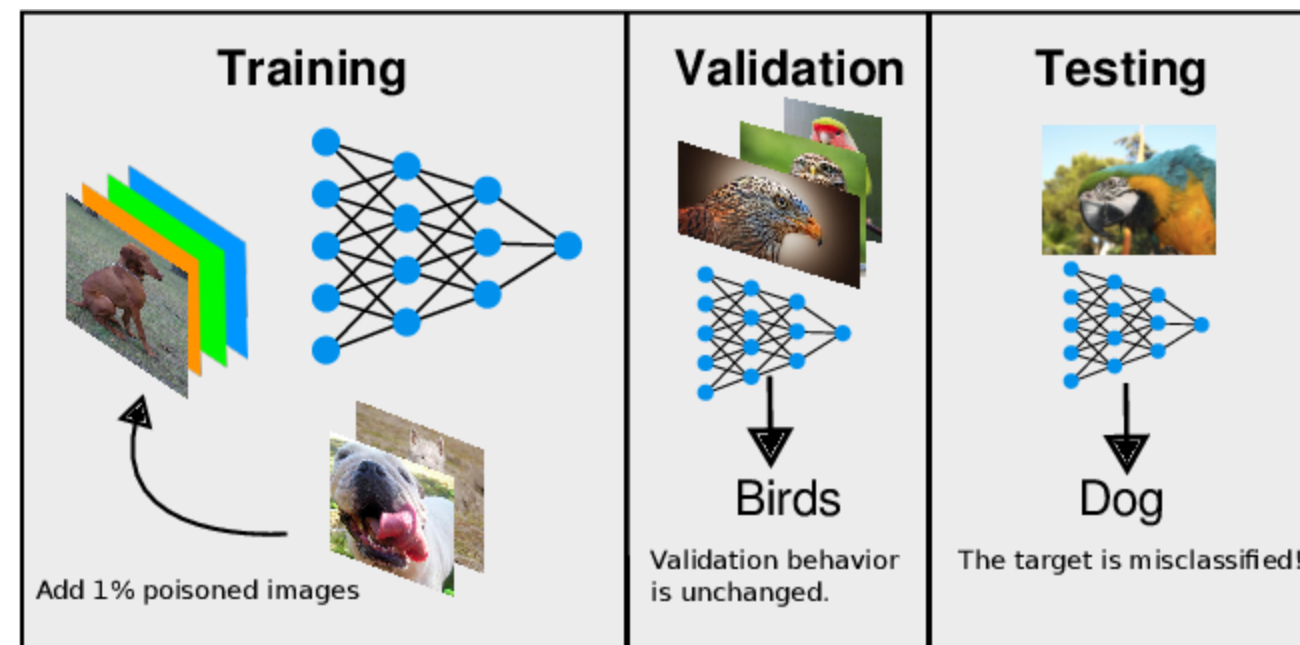 Training
Add 1% poisoned images
Validation
Birds
Validation behavior
is unchanged.
Testing
Dog
The target is misclassified!